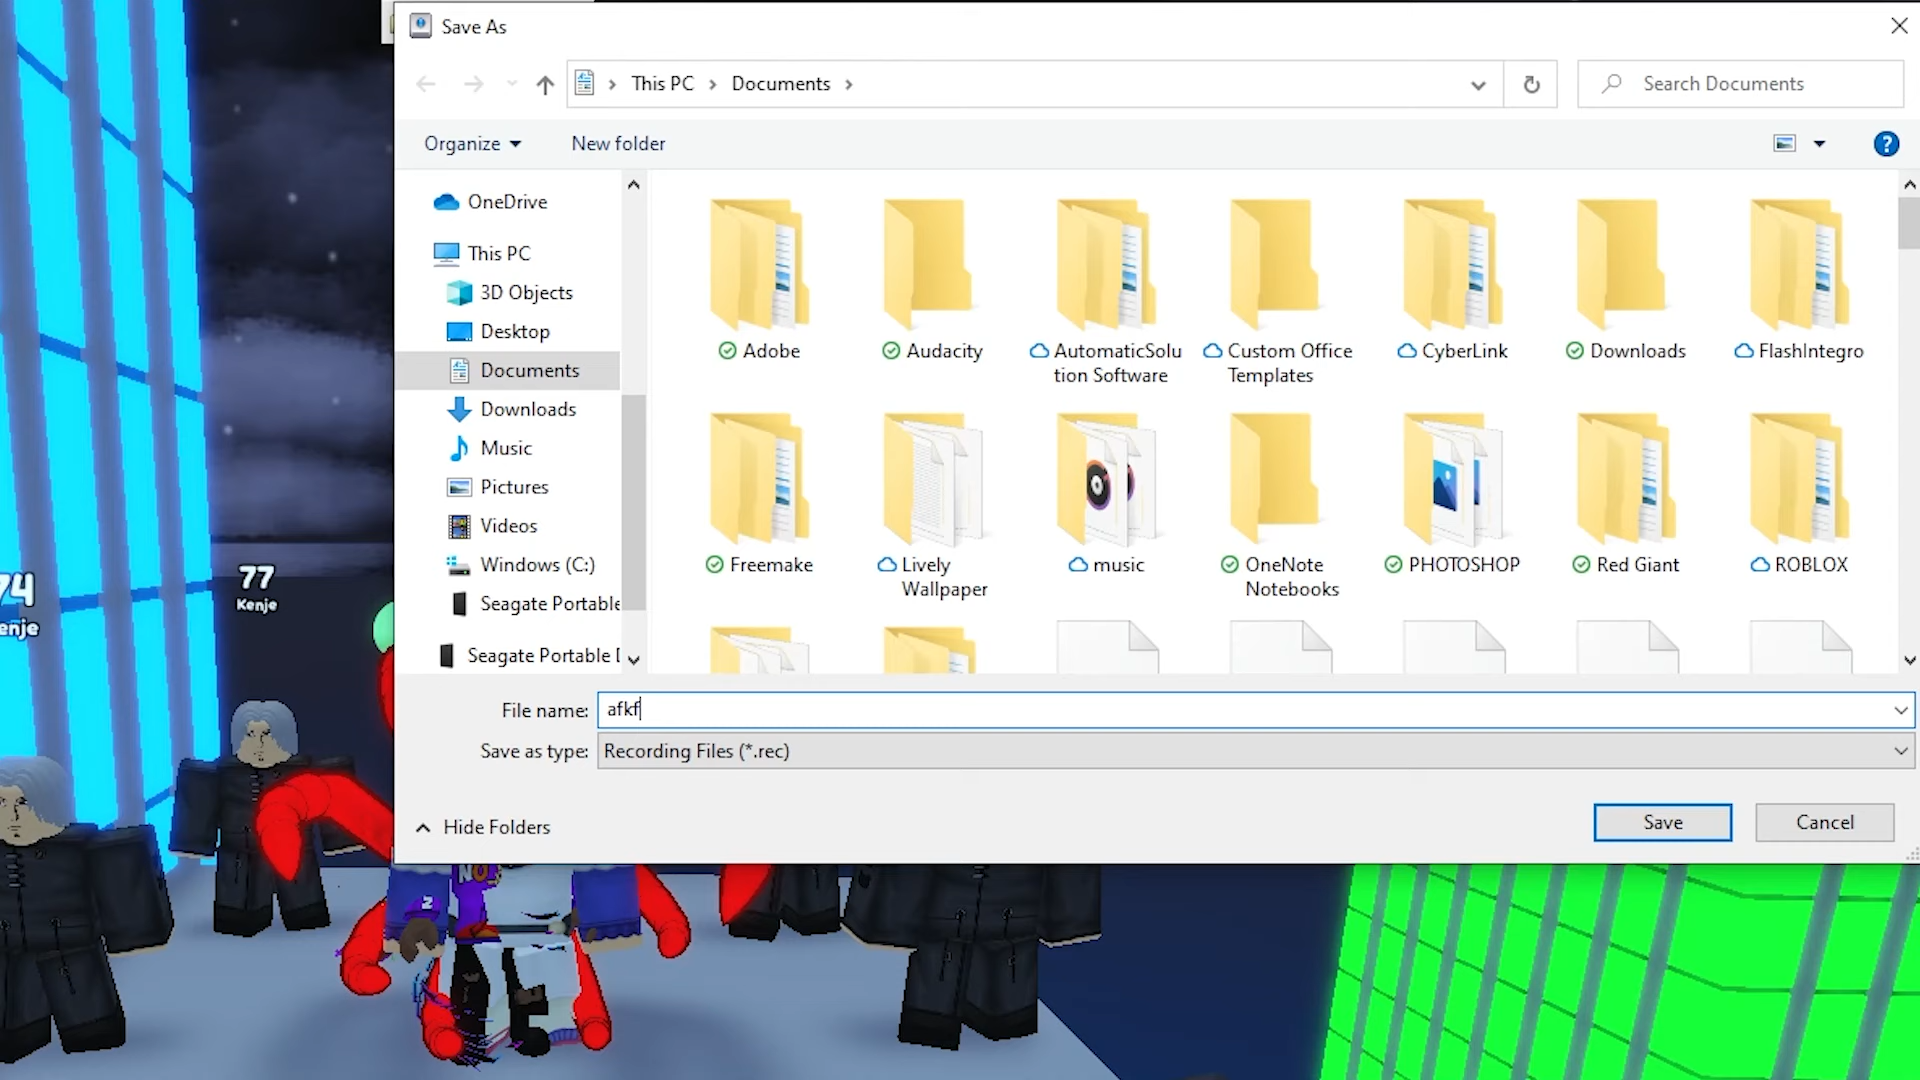 Save As
This PC
Documents
Search Documents
Organize
New folder
?
OneDrive
This PC
3D Objects
Desktop
Documents
Downloads
Music
Pictures
Videos
Windows (C:)
Seagate Portable
Seagate Portable
Adobe
Audacity
AutomaticSolu
tion Software
Custom Office
Templates
CyberLink
Downloads
FlashIntegro
Freemake
Lively
Wallpaper
music
OneNote
Notebooks
PHOTOSHOP
Red Giant
ROBLOX
File name: afkf
Save as type: Recording Files (*.rec)
Hide Folders
Save
Cancel
74
enje
77
Kenje
NO
Z